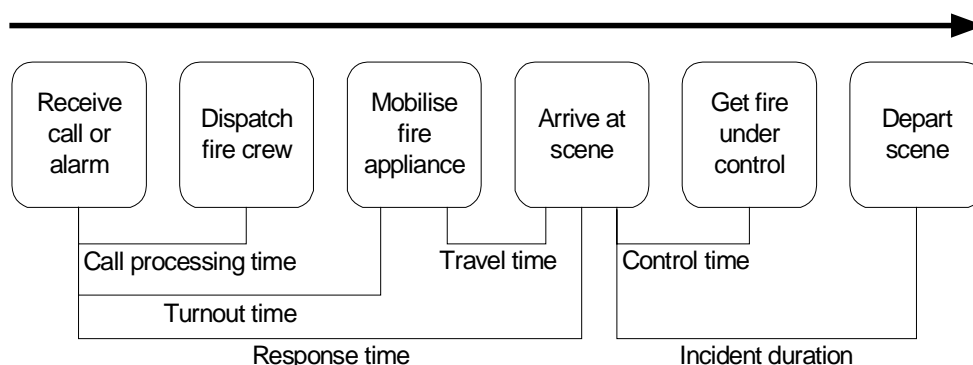 Receive
call or
alarm
Dispatch
fire crew
Mobilise
fire
appliance
Arrive at
scene
Get fire
under
control
Depart
scene
Call processing time
Travel time
Control time
Turnout time
Response time
Incident duration